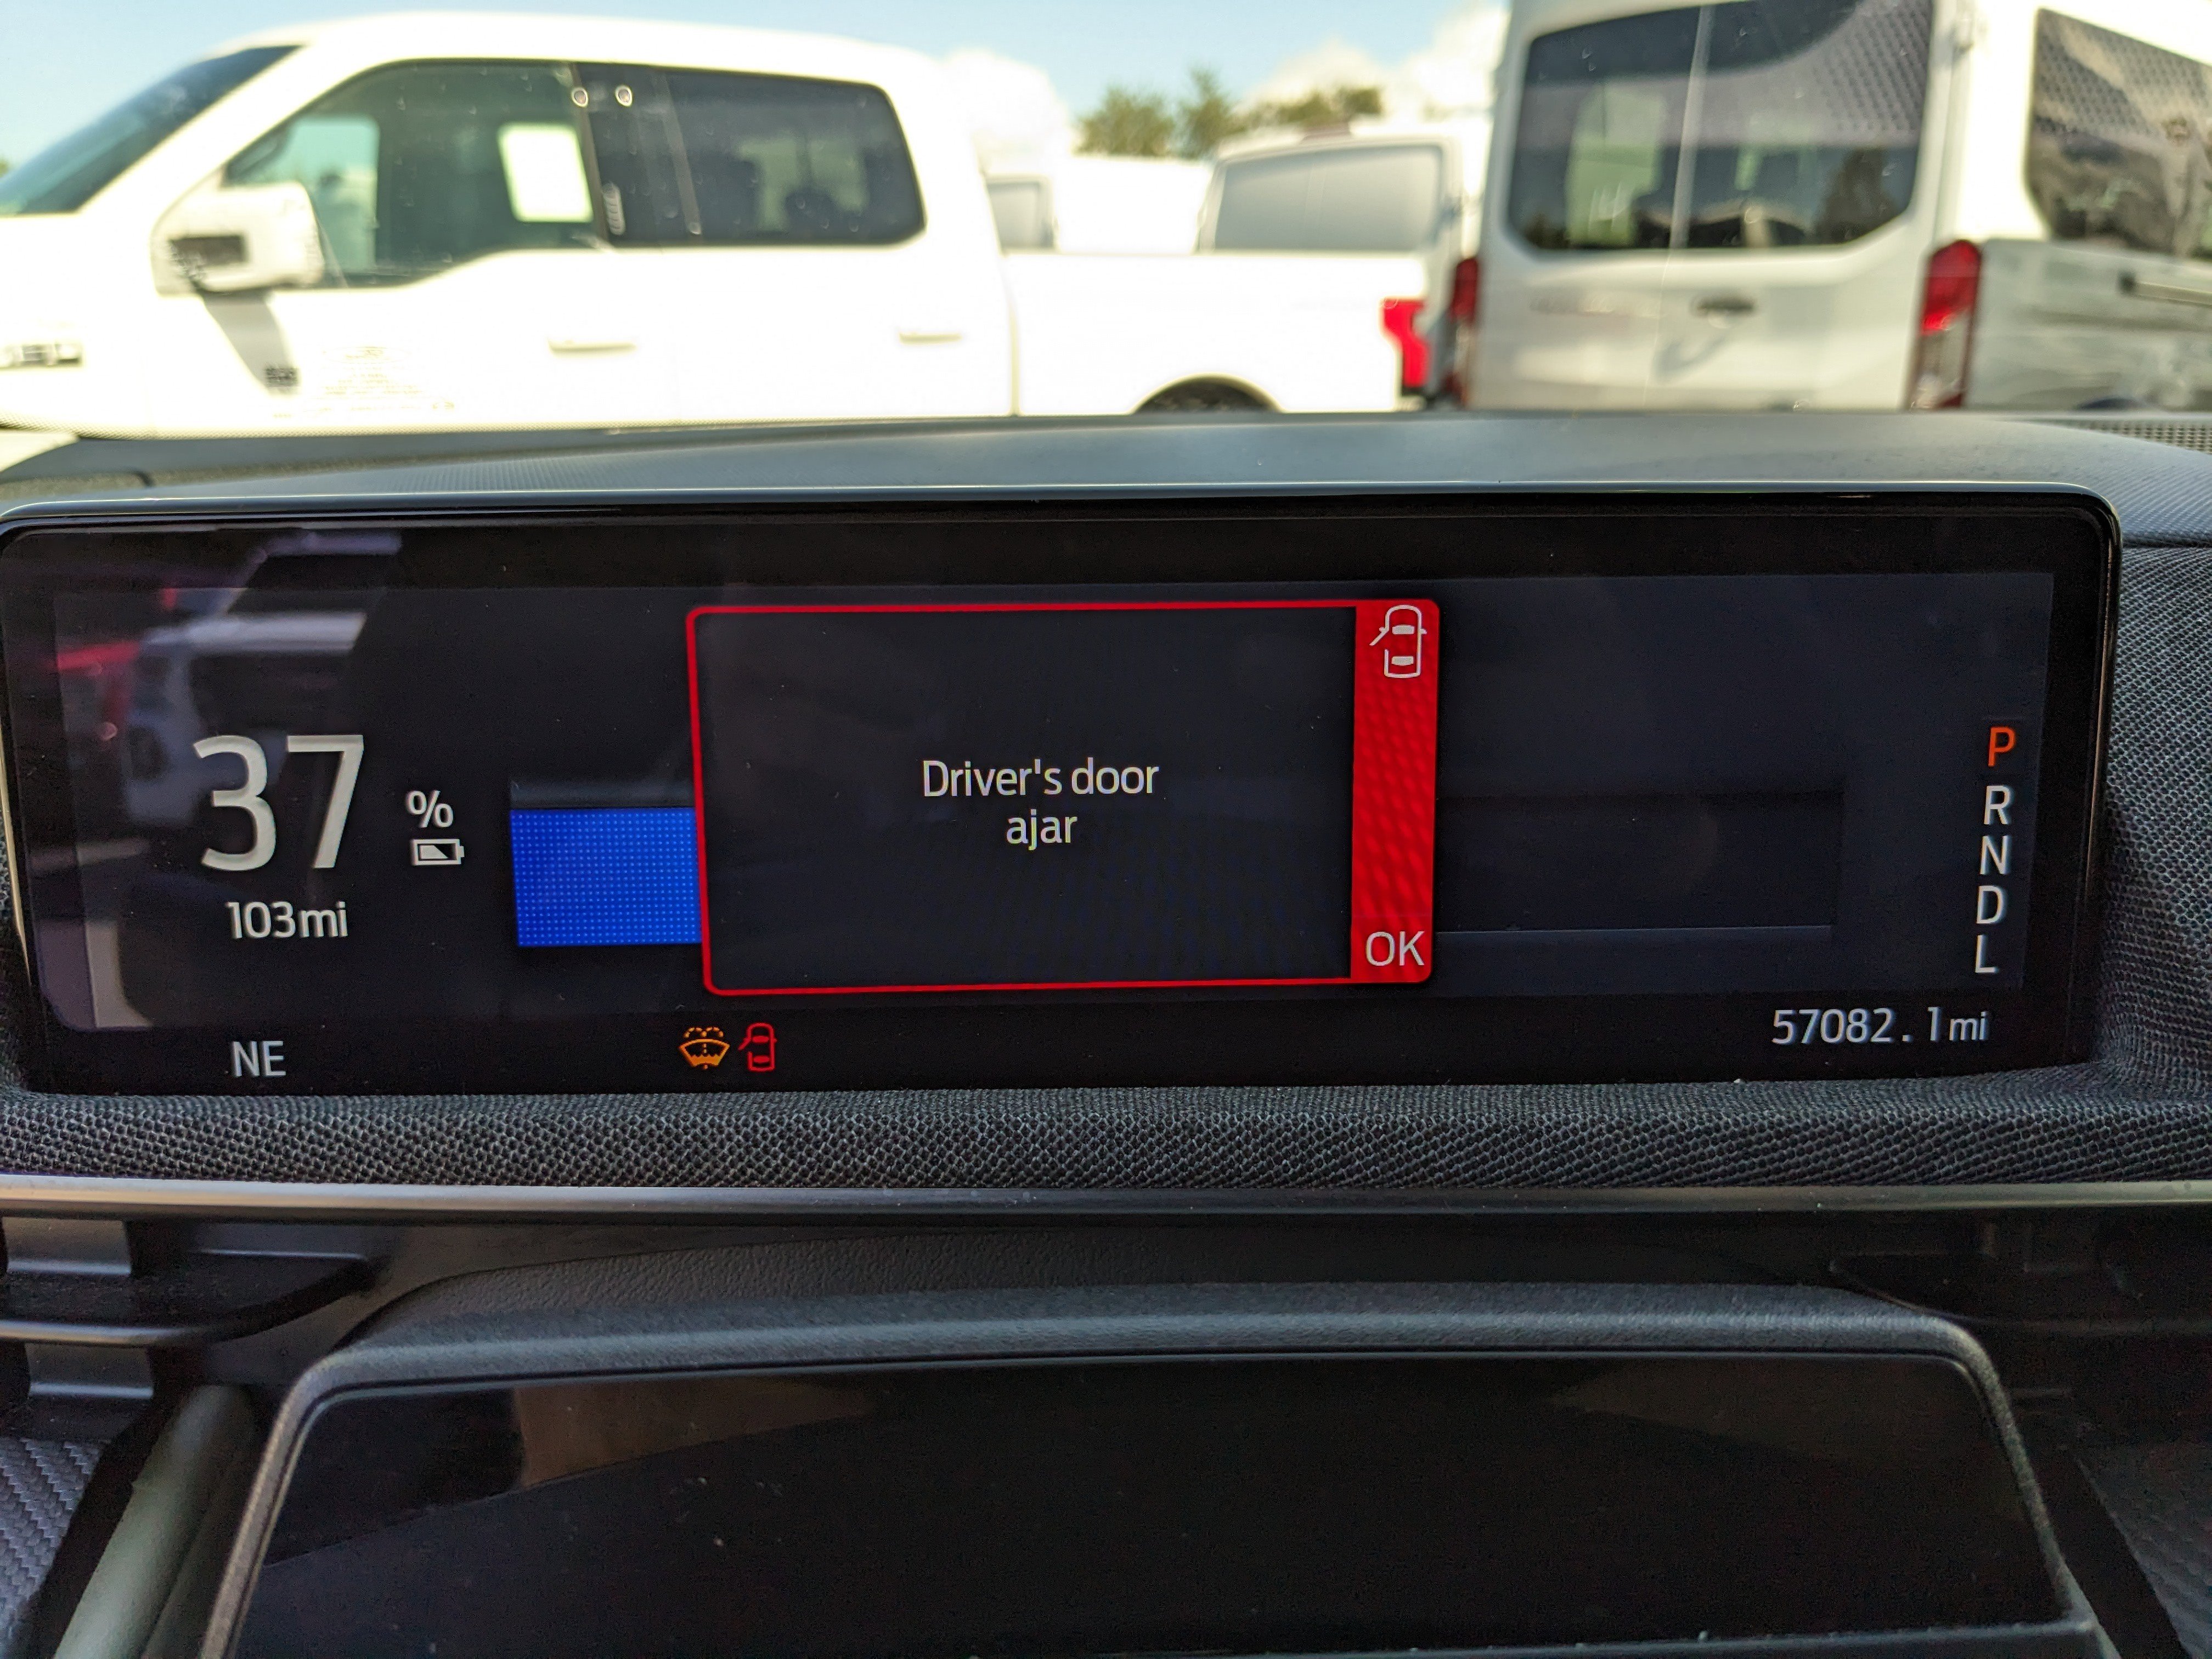 37
%
103mi
Driver's door
ajar
OK
P
R
N
D
L
NE
57082.1mi